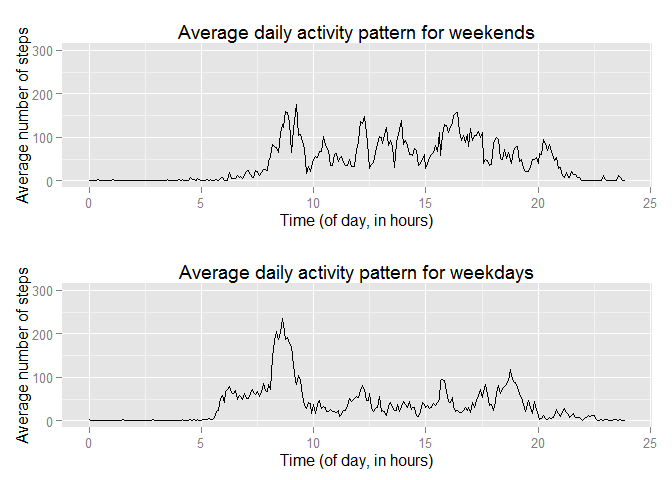 Average daily activity pattern for weekends
Average number of steps
300
200
100
0
0 5 10 15 20 25
Time (of day, in hours)
Average daily activity pattern for weekdays
Average number of steps
300
200
100
0
0 5 10 15 20 25
Time (of day, in hours)